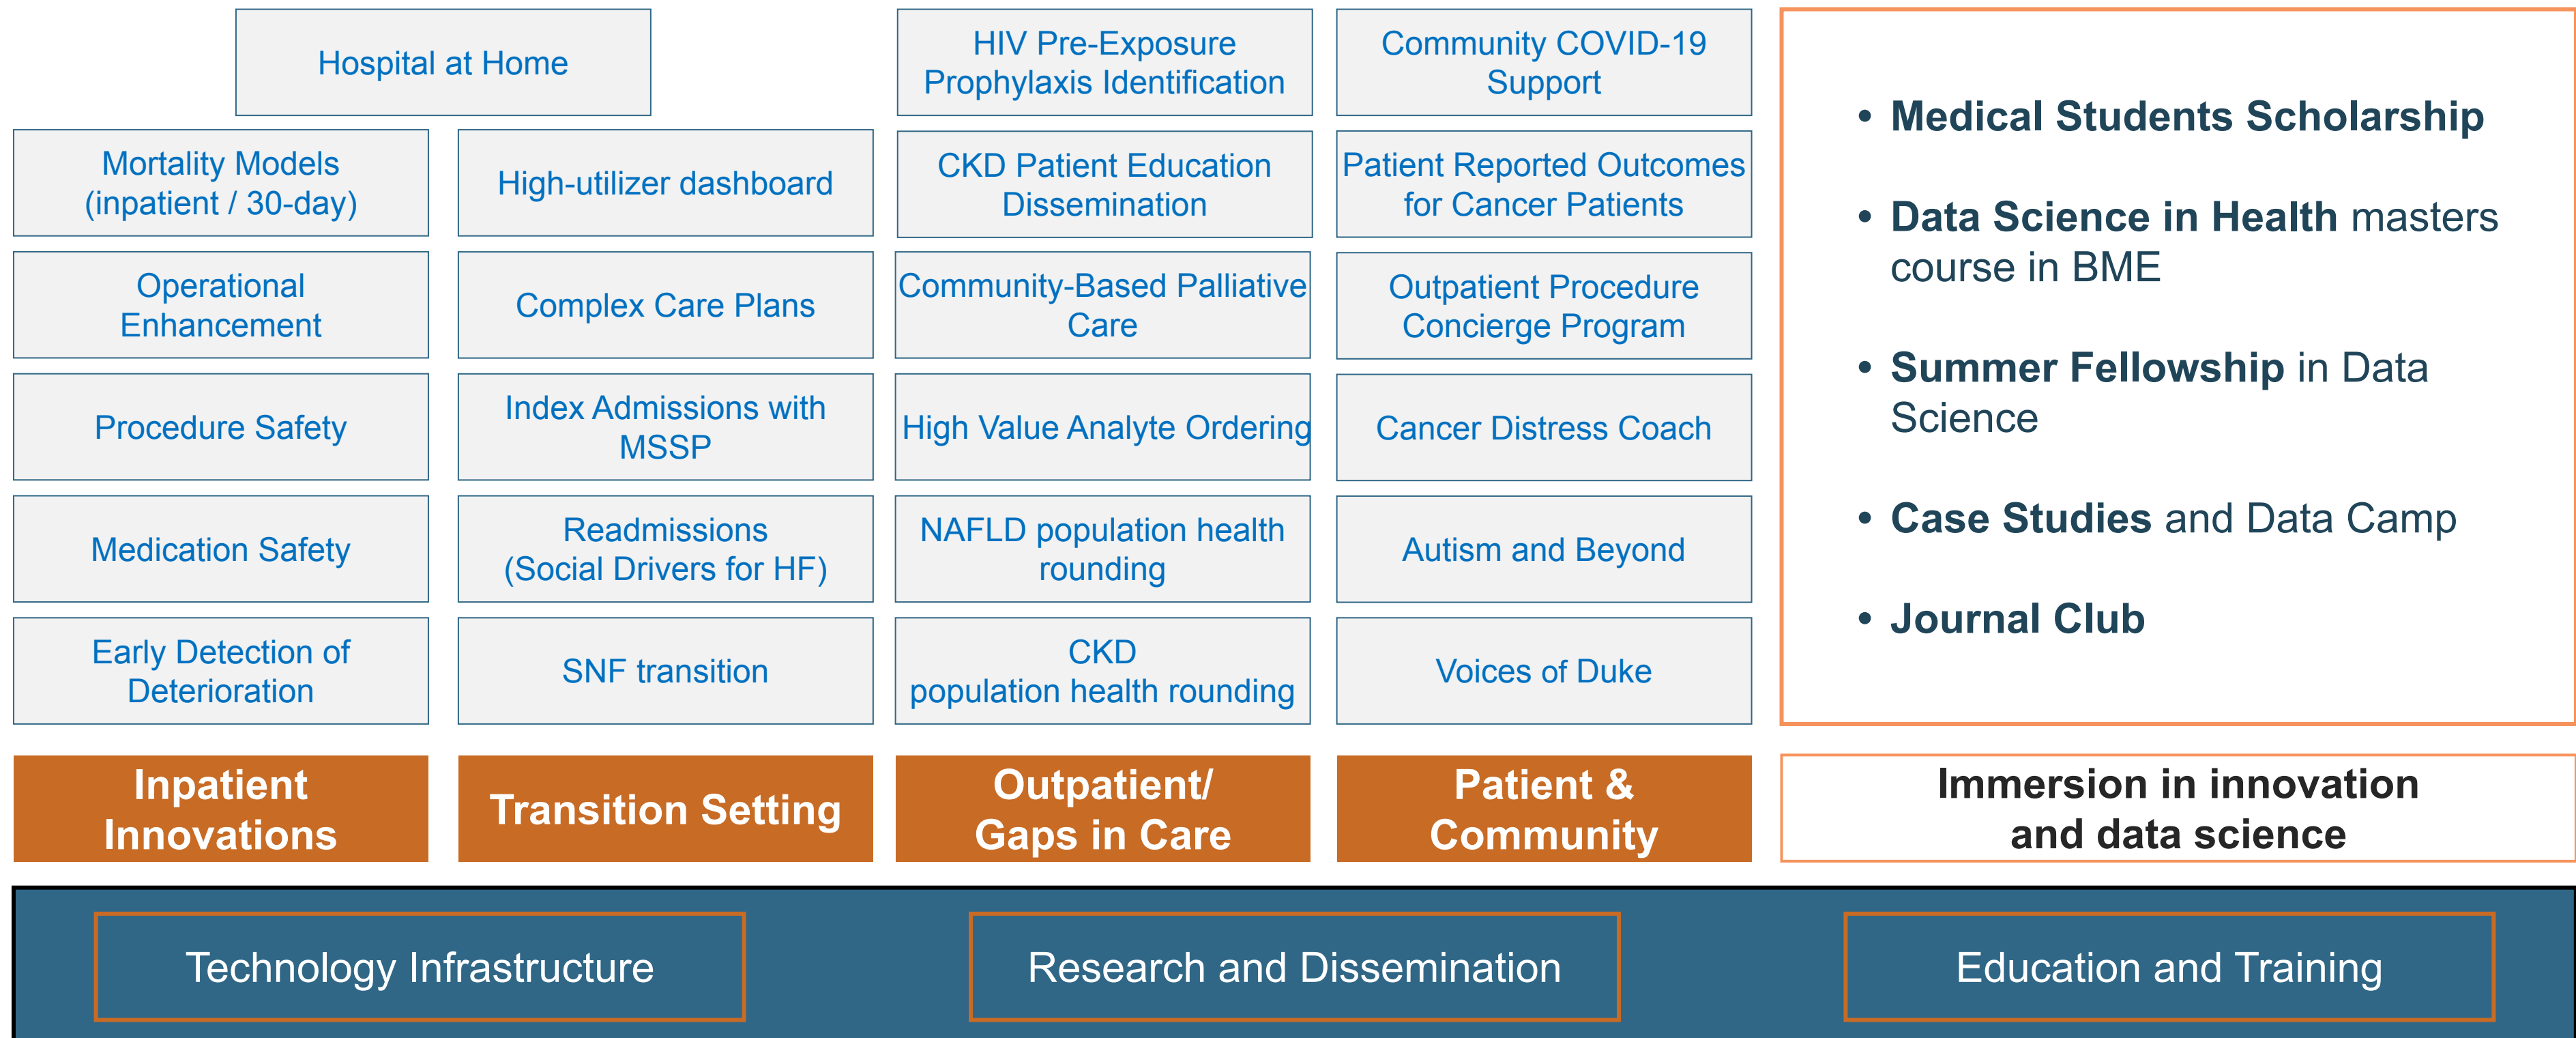 Hospital at Home
HIV Pre-Exposure
Prophylaxis Identification
Community COVID-19
Support
Mortality Models
(inpatient / 30-day)
High-utilizer dashboard
CKD Patient Education
Dissemination
Patient Reported Outcomes
for Cancer Patients
Operational
Enhancement
Complex Care Plans
Community-Based Palliative
Care
Outpatient Procedure
Concierge Program
Procedure Safety
Index Admissions with
MSSP
High Value Analyte Ordering
Cancer Distress Coach
Medication Safety
Readmissions
(Social Drivers for HF)
NAFLD population health
rounding
Autism and Beyond
Early Detection of
Deterioration
SNF transition
CKD
population health rounding
Voices of Duke
• Medical Students Scholarship
• Data Science in Health masters
course in BME
• Summer Fellowship in Data
Science
• Case Studies and Data Camp
• Journal Club
Inpatient
Innovations
Transition Setting
Outpatient/
Gaps in Care
Patient &
Community
Immersion in innovation
and data science
Technology Infrastructure
Research and Dissemination
Education and Training